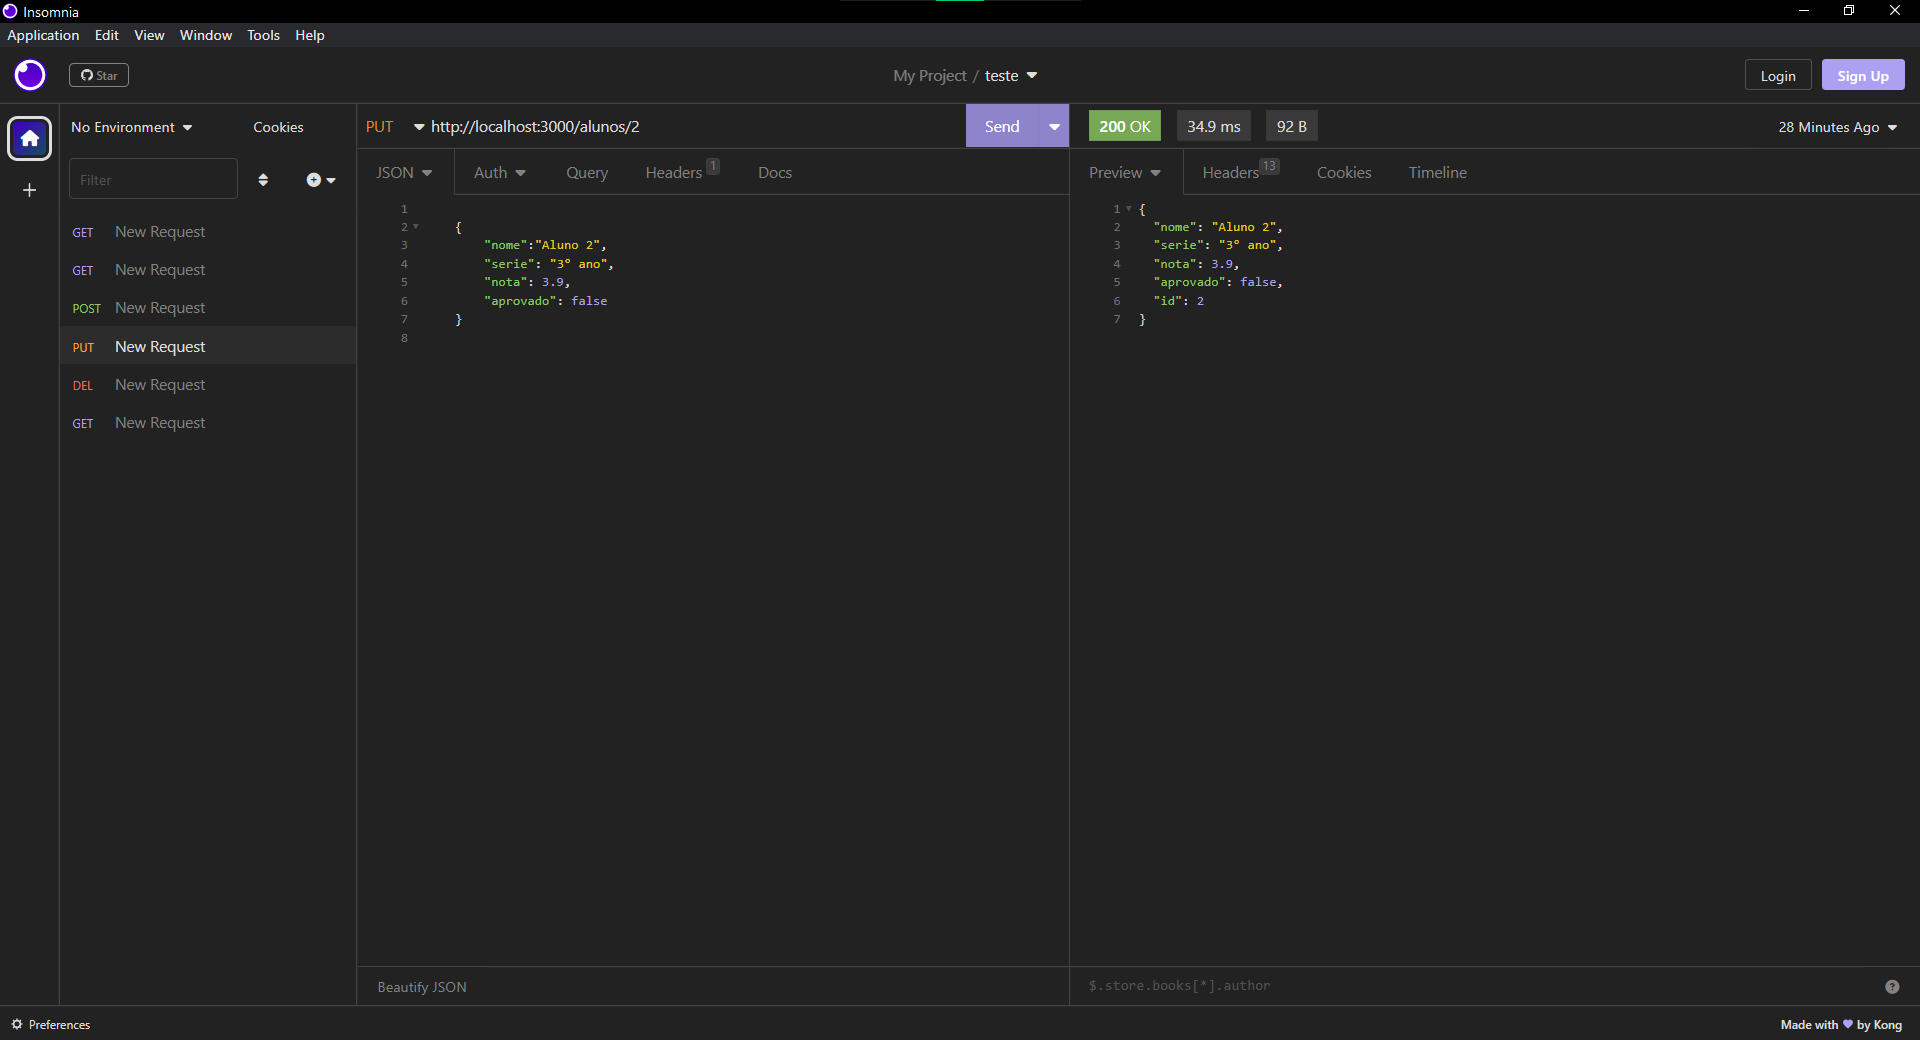 Insomnia
Application Edit View Window Tools Help
Star
My Project / teste
Login
Sign Up
No Environment
Cookies
Filter
GET New Request
GET New Request
POST New Request
PUT New Request
DEL New Request
GET New Request
PUT http://localhost:3000/alunos/2
Send
JSON Auth Query Headers 1 Docs
1
2 {
3 "nome":"Aluno 2",
4 "serie": "3º ano",
5 "nota": 3.9,
6 "aprovado": false
7 }
8
Beautify JSON
200 OK 34.9 ms 92 B
28 Minutes Ago
Preview Headers 13 Cookies Timeline
1 {
2 "nome": "Aluno 2",
3 "serie": "3º ano",
4 "nota": 3.9,
5 "aprovado": false,
6 "id": 2
7 }
$.store.books[*].author
?
Preferences
Made with ♥ by Kong